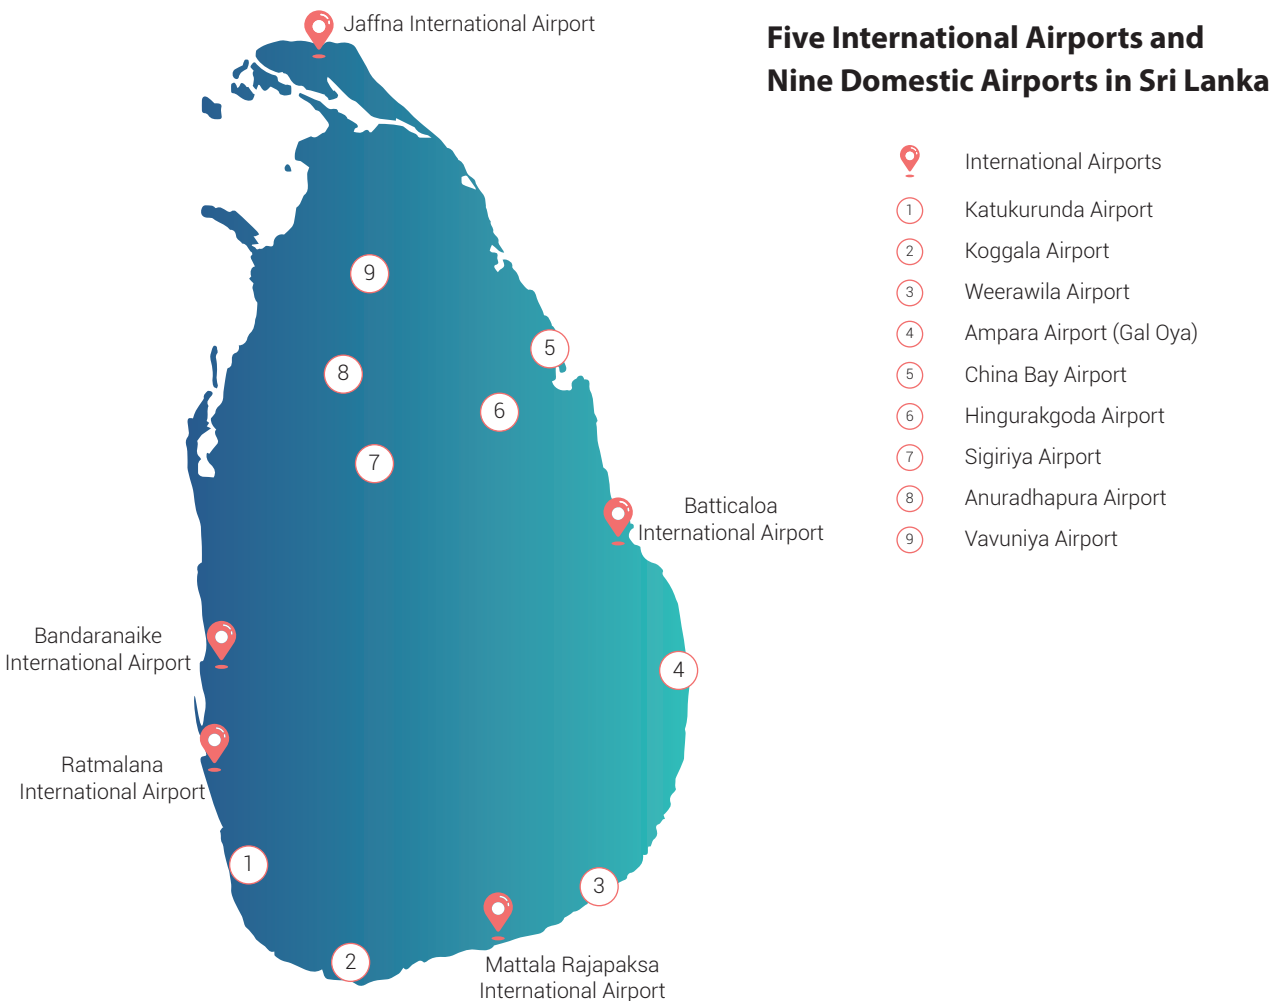 Jaffna International Airport
Five International Airports and
Nine Domestic Airports in Sri Lanka
International Airports
1 Katukurunda Airport
2 Koggala Airport
3 Weerawila Airport
4 Ampara Airport (Gal Oya)
5 China Bay Airport
6 Hingurakgoda Airport
7 Sigiriya Airport
8 Anuradhapura Airport
9 Vavuniya Airport
9
5
8
6
7
Batticaloa
International Airport
Bandaranaike
International Airport
4
Ratmalana
International Airport
1
3
2
Mattala Rajapaksa
International Airport